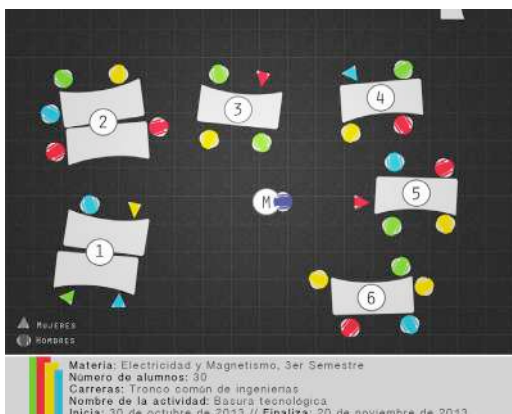 2
3
4
M
5
1
6
MUJERES
HOMBRES
Materia: Electricidad y Magnetismo, 3er Semestre
Número de alumnos: 30
Carreras: Tronco común de ingenierías
Nombre de la actividad: Basura tecnológica
Inicia: 30 de octubre de 2013 // Finaliza: 20 de noviembre de 2013